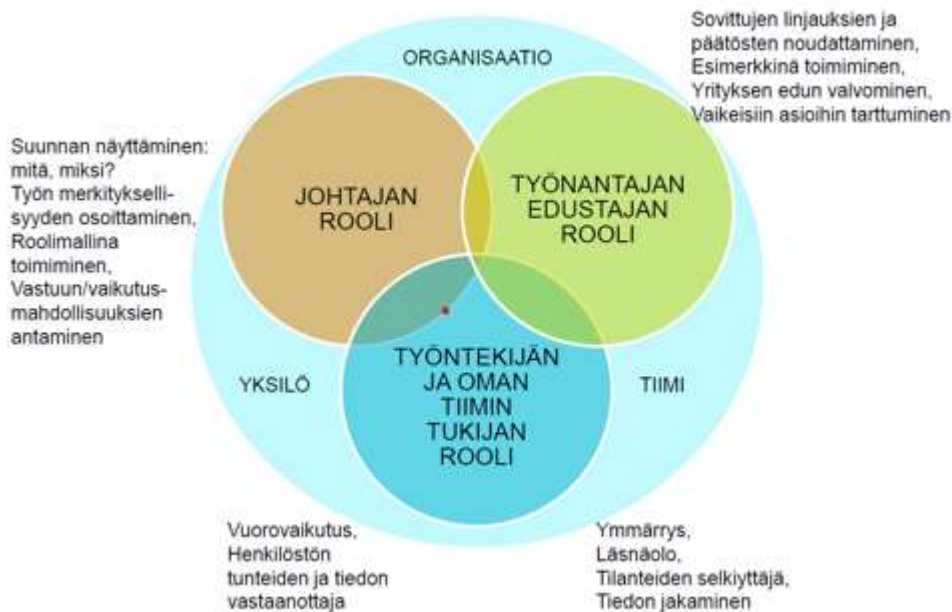 ORGANISAATIO
Sovittujen linjauksien ja
päätösten noudattaminen,
Esimerkkinä toimiminen,
Yrityksen edun valvominen,
Vaikeisiin asioihin tarttuminen
Suunnan näyttäminen:
mitä, miksi?
Työn merkitykselli-
syyden osoittaminen,
Roolimallina
toimiminen,
Vastuun/vaikutus-
mahdollisuuksien
antaminen
JOHTAJAN
ROOLI
TYÖNANTAJAN
EDUSTAJAN
ROOLI
YKSILÖ
TYÖNTEKIJÄN
JA OMAN
TIIMIN
TUKIJAN
ROOLI
TIIMI
Vuorovaikutus,
Henkilöstön
tunteiden ja tiedon
vastaanottaja
Ymmärrys,
Läsnäolo,
Tilanteiden selkiyttäjä,
Tiedon jakaminen